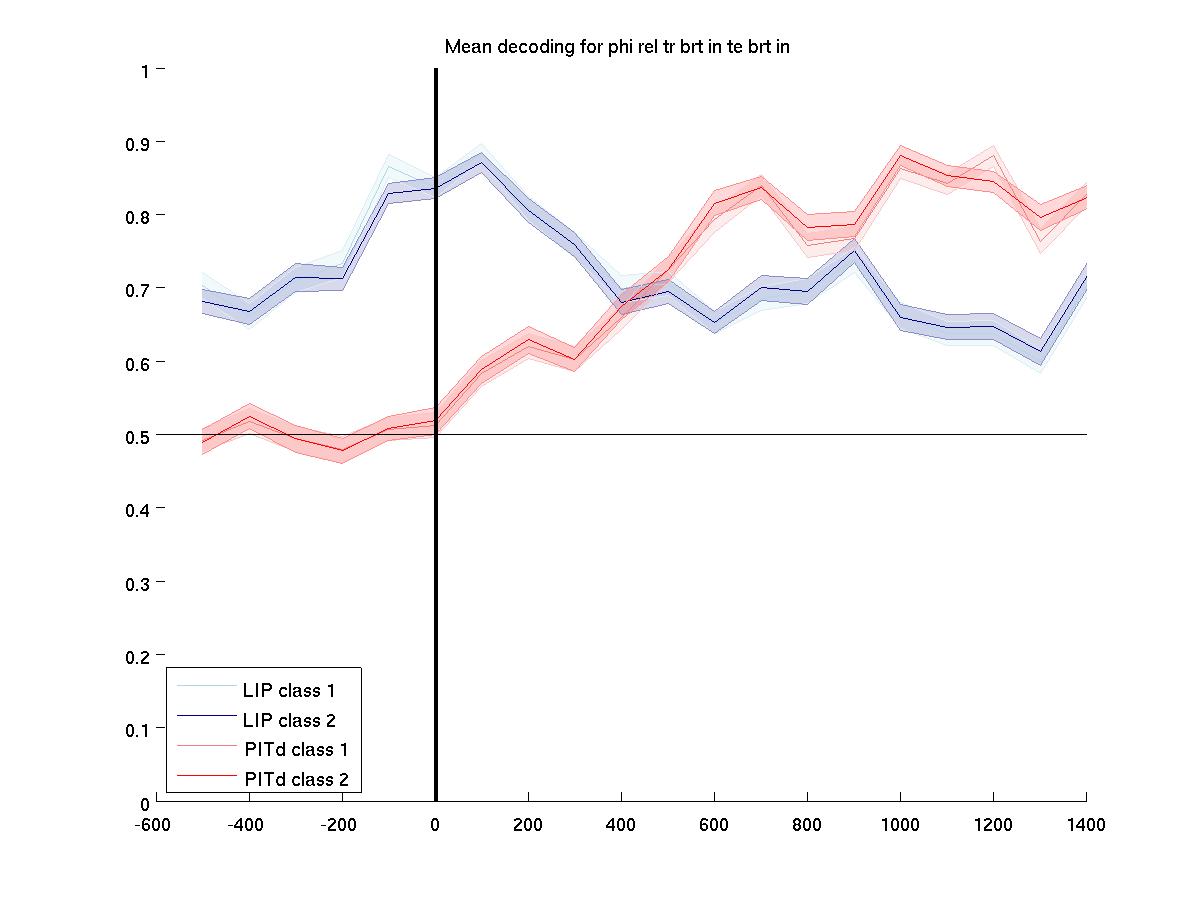 Mean decoding for phi rel tr brt in te brt in
1
0.9
0.8
0.7
0.6
0.5
0.4
0.3
0.2
0.1
0
LIP class 1
LIP class 2
PITd class 1
PITd class 2
-600 -400 -200 0 200 400 600 800 1000 1200 1400